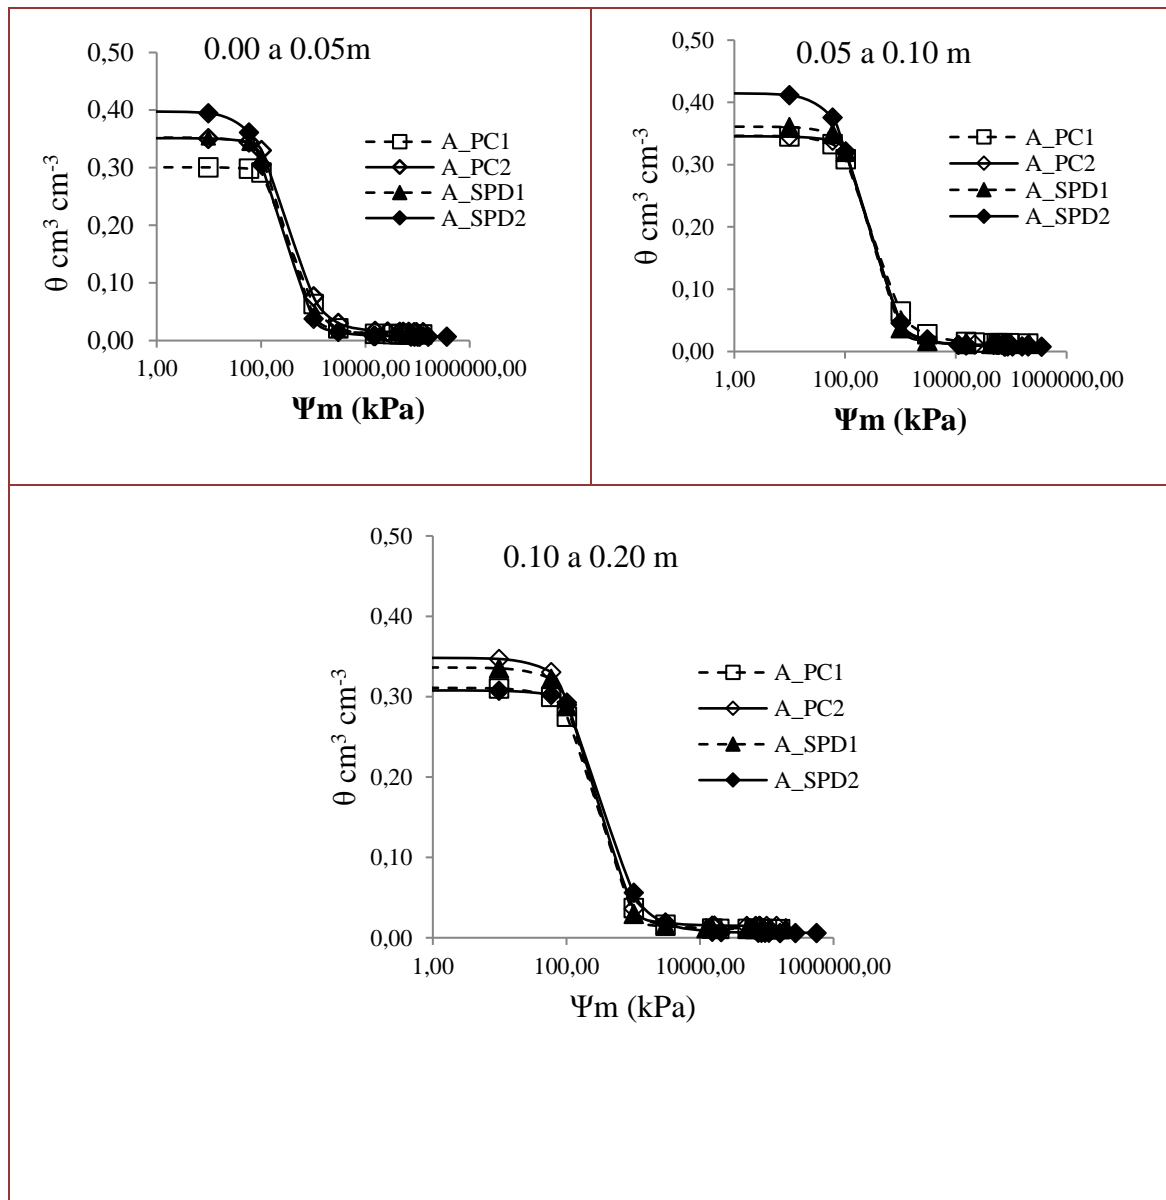 0.00 a 0.05m
0,50
0,40
0,30
0,20
0,10
0,00
θ cm³ cm⁻³
1,00 100,00 10000,00 1000000,00
Ψm (kPa)
A_PC1
A_PC2
A_SPD1
A_SPD2
0.05 a 0.10 m
0,50
0,40
0,30
0,20
0,10
0,00
θ cm³ cm⁻³
1,00 100,00 10000,00 1000000,00
Ψm (kPa)
A_PC1
A_PC2
A_SPD1
A_SPD2
0.10 a 0.20 m
0,50
0,40
0,30
0,20
0,10
0,00
θ cm³ cm⁻³
1,00 100,00 10000,00 1000000,00
Ψm (kPa)
A_PC1
A_PC2
A_SPD1
A_SPD2